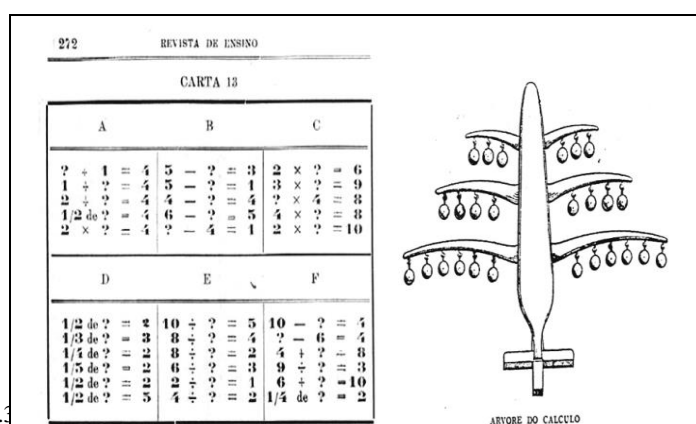 272 REVISTA DE ENSINO
CARTA 13
A B C
? + 1 = 4 5 — ? = 3 2 × ? = 6
1 + ? = 4 5 — ? = 1 3 × ? = 9
2 + ? = 4 4 — ? = 4 ? × 4 = 8
1/2 de ? = 4 6 — ? = 5 4 × ? = 8
2 × ? = 4 ? — 4 = 1 2 × ? = 10
D E F
1/2 de ? = 2 10 ÷ ? = 5 10 — ? = 4
1/3 de ? = 3 8 ÷ ? = 4 ? — 6 = 4
1/4 de ? = 2 8 ÷ ? = 2 4 + ? = 8
1/5 de ? = 2 6 ÷ ? = 3 9 ÷ ? = 3
1/2 de ? = 2 2 ÷ ? = 1 6 + ? = 10
1/2 de ? = 5 4 ÷ ? = 2 1/4 de ? = 2
ARVORE DO CALCULO